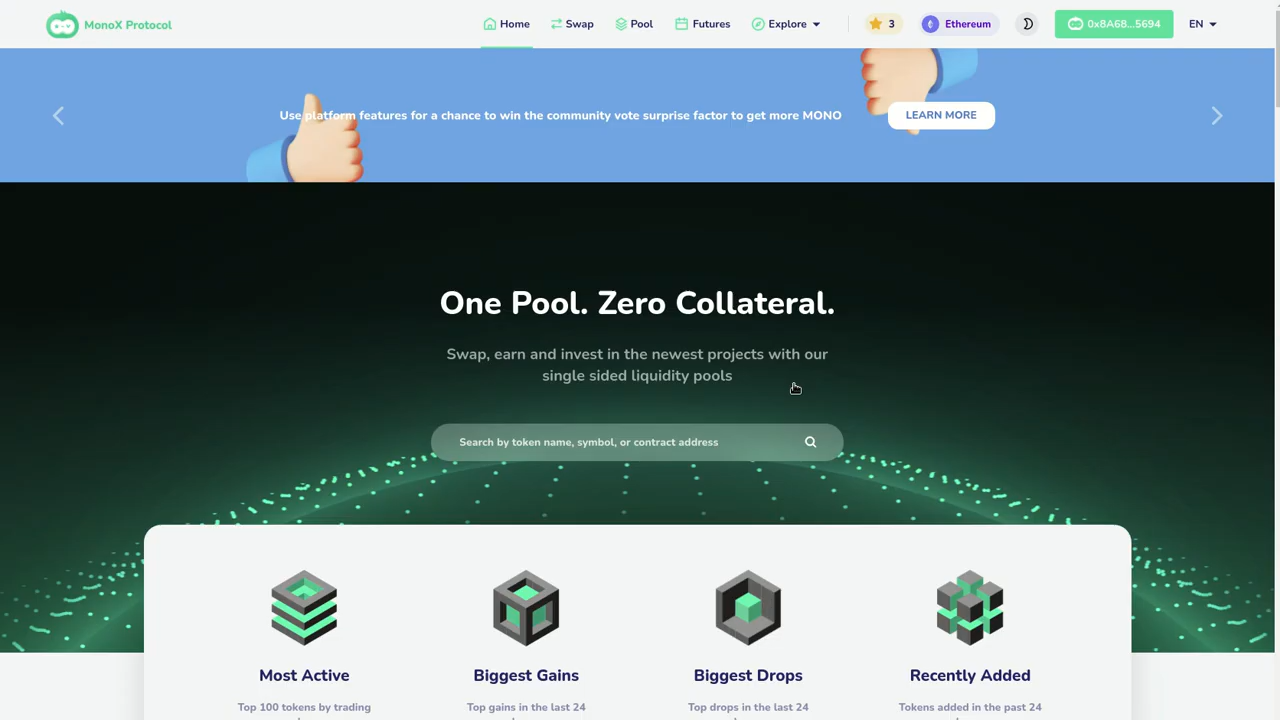 MonoX Protocol
Home
Swap
Pool
Futures
Explore
3
Ethereum
0x8A68...5694
EN
Use platform features for a chance to win the community vote surprise factor to get more MONO
LEARN MORE
One Pool. Zero Collateral.
Swap, earn and invest in the newest projects with our
single sided liquidity pools
Search by token name, symbol, or contract address
Most Active
Biggest Gains
Biggest Drops
Recently Added
Top 100 tokens by trading
Top gains in the last 24
Top drops in the last 24
Tokens added in the past 24